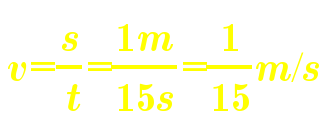 v = s/t = 1m/15s = 1/15 m/s